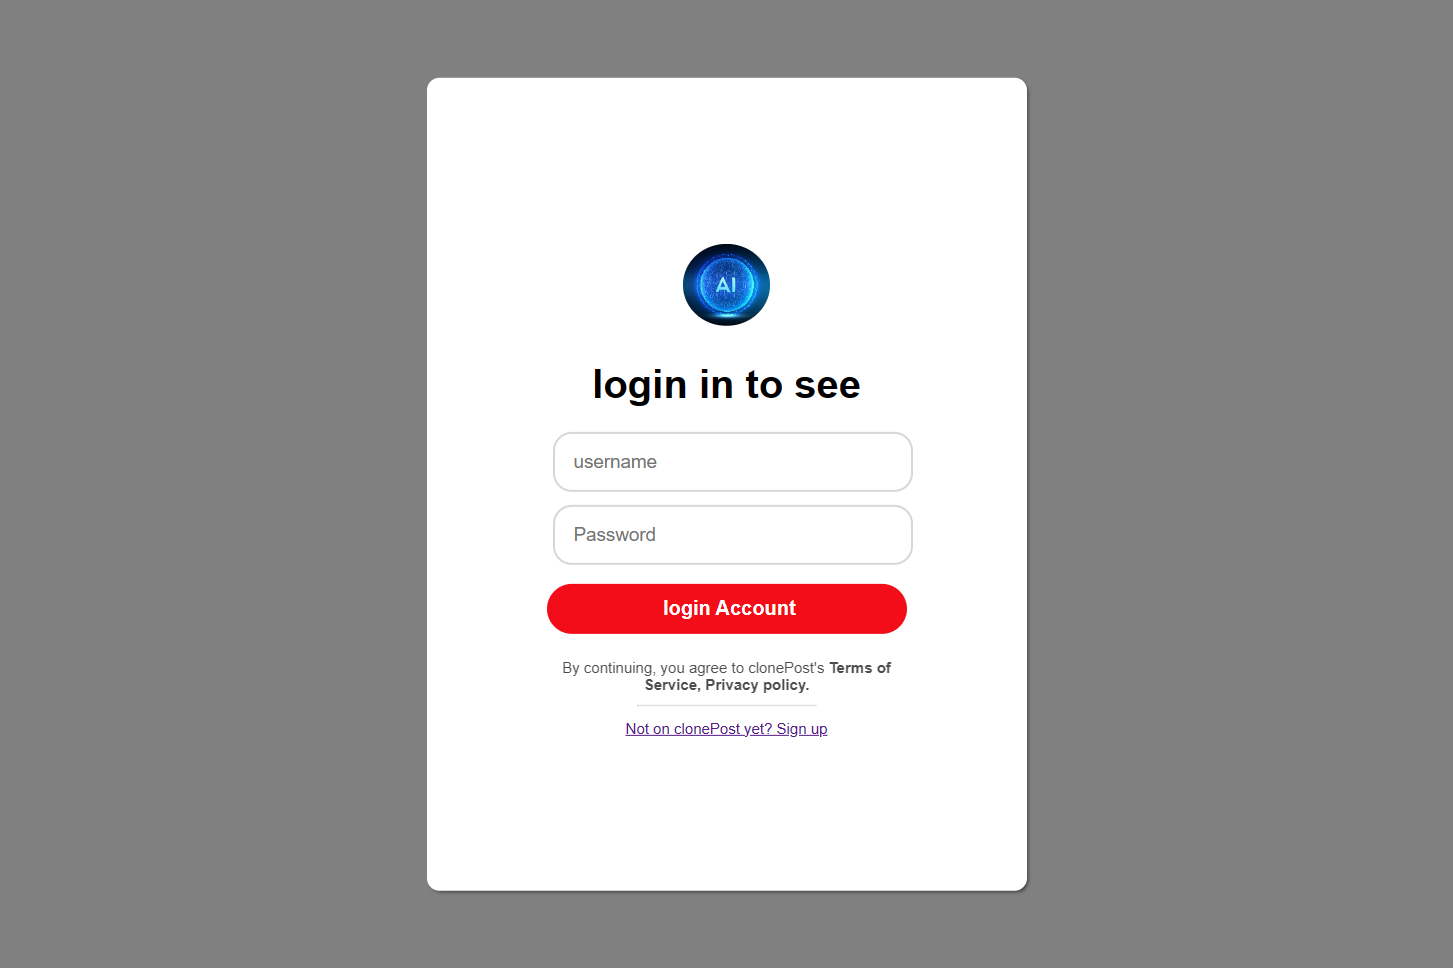 AI
login in to see
username
Password
login Account
By continuing, you agree to clonePost's Terms of
Service, Privacy policy.
Not on clonePost yet? Sign up